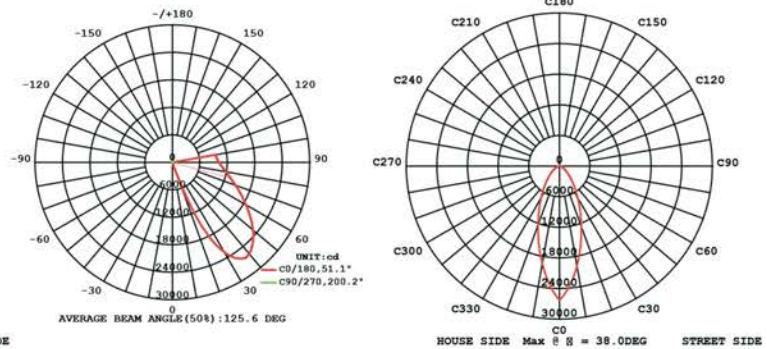 -/+180
-150
150
-120
120
-90
90
-60
60
-30
30
0
0
6000
12000
18000
24000
30000
UNIT:cd
C0/180,51.1°
C90/270,200.2°
AVERAGE BEAM ANGLE(50%):125.6 DEG
DE
C180
C210
C150
C240
C120
C270
C90
C300
C60
C330
C30
C0
0
6000
12000
18000
24000
30000
HOUSE SIDE Max @ = 38.0DEG STREET SIDE